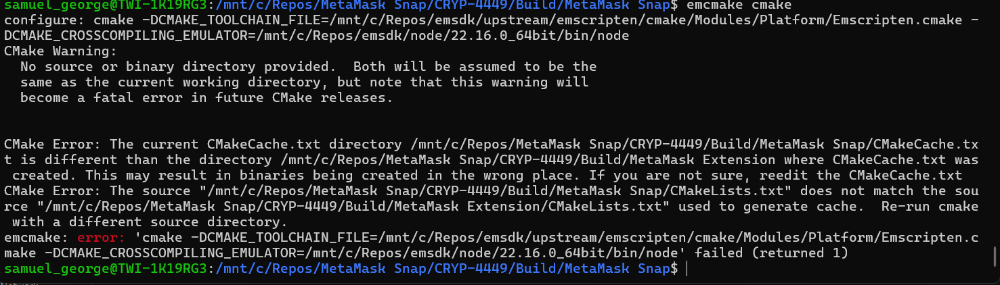 samuel_george@TWI-1K19RG3:/mnt/c/Repos/MetaMask Snap/CRYP-4449/Build/MetaMask Snap$ emcmake cmake
configure: cmake -DCMAKE_TOOLCHAIN_FILE=/mnt/c/Repos/emsdk/upstream/emscripten/cmake/Modules/Platform/Emscripten.cmake -
DCMAKE_CROSSCOMPILING_EMULATOR=/mnt/c/Repos/emsdk/node/22.16.0_64bit/bin/node
CMake Warning:
  No source or binary directory provided.  Both will be assumed to be the
  same as the current working directory, but note that this warning will
  become a fatal error in future CMake releases.
CMake Error: The current CMakeCache.txt directory /mnt/c/Repos/MetaMask Snap/CRYP-4449/Build/MetaMask Snap/CMakeCache.tx
t is different than the directory /mnt/c/Repos/MetaMask Snap/CRYP-4449/Build/MetaMask Extension where CMakeCache.txt was
 created. This may result in binaries being created in the wrong place. If you are not sure, reedit the CMakeCache.txt
CMake Error: The source "/mnt/c/Repos/MetaMask Snap/CRYP-4449/Build/MetaMask Snap/CMakeLists.txt" does not match the sou
rce "/mnt/c/Repos/MetaMask Snap/CRYP-4449/Build/MetaMask Extension/CMakeLists.txt" used to generate cache.  Re-run cmake
 with a different source directory.
emcmake: error: 'cmake -DCMAKE_TOOLCHAIN_FILE=/mnt/c/Repos/emsdk/upstream/emscripten/cmake/Modules/Platform/Emscripten.c
make -DCMAKE_CROSSCOMPILING_EMULATOR=/mnt/c/Repos/emsdk/node/22.16.0_64bit/bin/node' failed (returned 1)
samuel_george@TWI-1K19RG3:/mnt/c/Repos/MetaMask Snap/CRYP-4449/Build/MetaMask Snap$